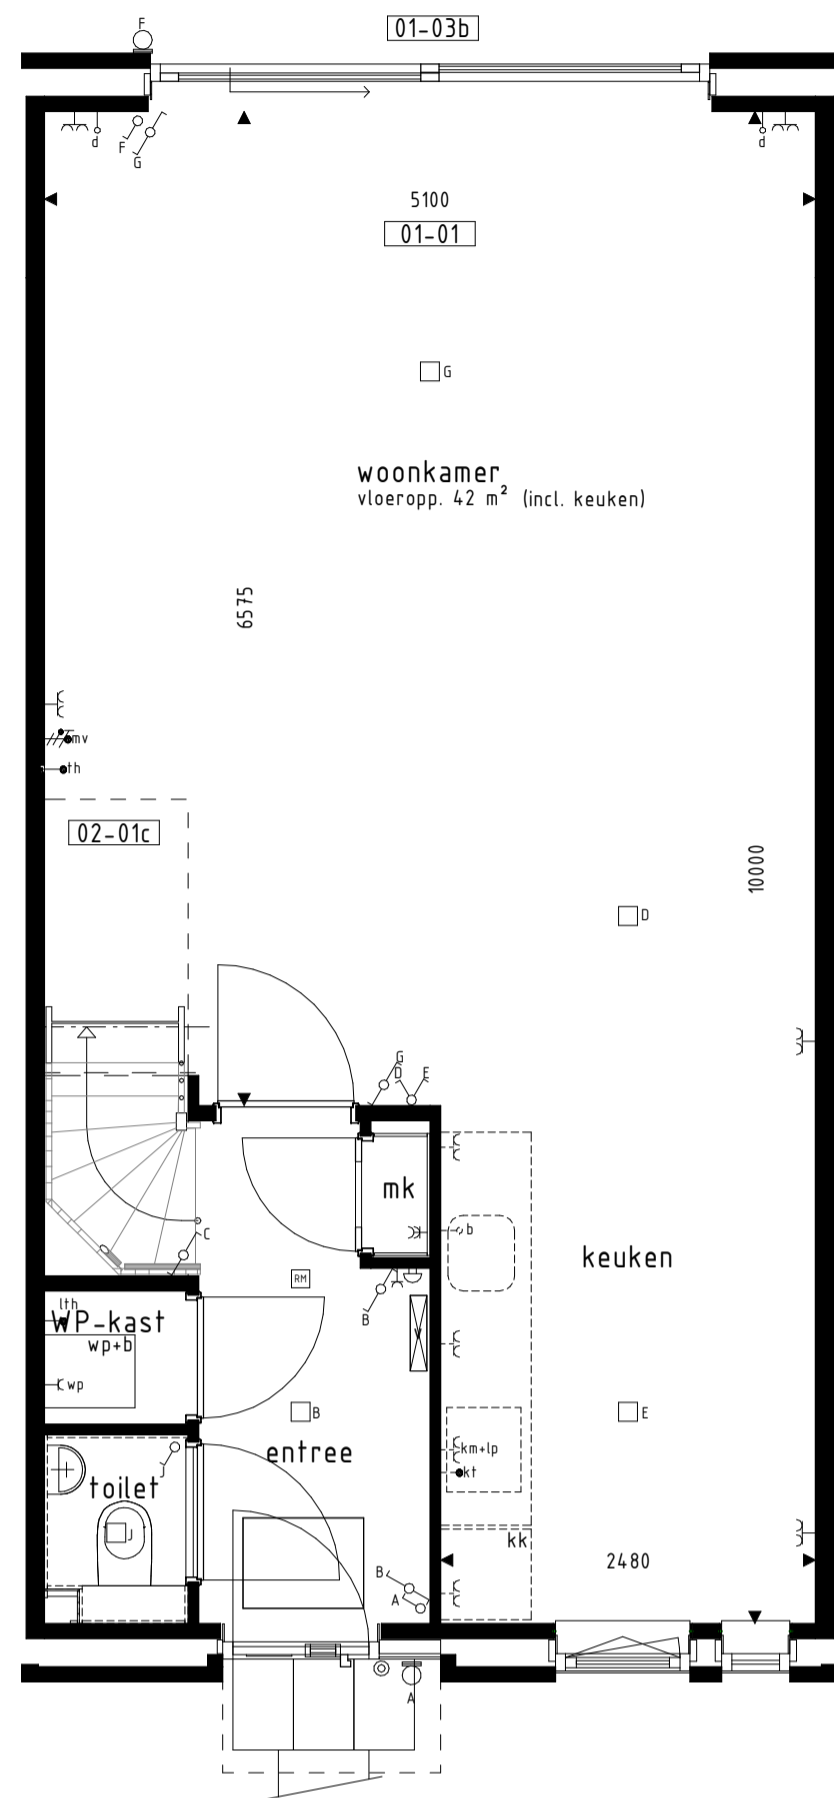 F
01-03b
d
F
G
d
5100
01-01
G
woonkamer
vloeropp. 42 m² (incl. keuken)
6575
mv
th
02-01c
10000
D
G
D
E
mk
C
b
keuken
RM
B
lth
WP-kast
wp+b
wp
B
E
entree
km+lp
kt
toilet
J
J
kk
2480
B
A
A